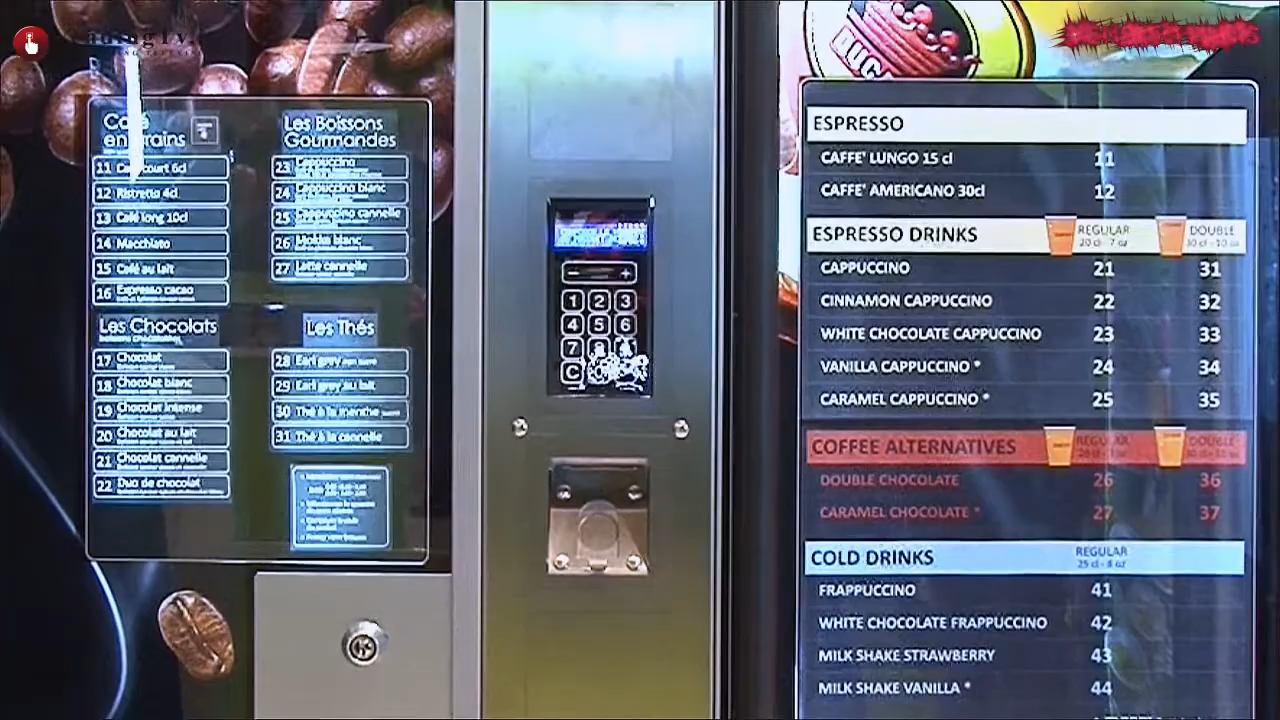 Café
en grains
11 Café court 6cl
12 Ristretto 4cl
13 Café long 10cl
14 Macchiato
15 Café au lait
16 Expresso cacao
Les Chocolats
17 Chocolat
18 Chocolat blanc
19 Chocolat intense
20 Chocolat au lait
21 Chocolat cannelle
22 Duo de chocolat
Les Boissons
Gourmandes
23 Cappuccino
24 Cappuccino blanc
25 Cappuccino cannelle
26 Mokka blanc
27 Latte cannelle
Les Thés
28 Earl grey
29 Earl grey au lait
30 Thé à la menthe
31 Thé à la cannelle
- +
1 2 3
4 5 6
7
C
ESPRESSO
CAFFE' LUNGO 15 cl 11
CAFFE' AMERICANO 30cl 12
ESPRESSO DRINKS REGULAR DOUBLE
20 cl - 7 oz 30 cl - 10 oz
CAPPUCCINO 21 31
CINNAMON CAPPUCCINO 22 32
WHITE CHOCOLATE CAPPUCCINO 23 33
VANILLA CAPPUCCINO * 24 34
CARAMEL CAPPUCCINO * 25 35
COFFEE ALTERNATIVES REGULAR DOUBLE
DOUBLE CHOCOLATE 26 36
CARAMEL CHOCOLATE * 27 37
COLD DRINKS REGULAR
25 cl - 8 oz
FRAPPUCCINO 41
WHITE CHOCOLATE FRAPPUCCINO 42
MILK SHAKE STRAWBERRY 43
MILK SHAKE VANILLA * 44